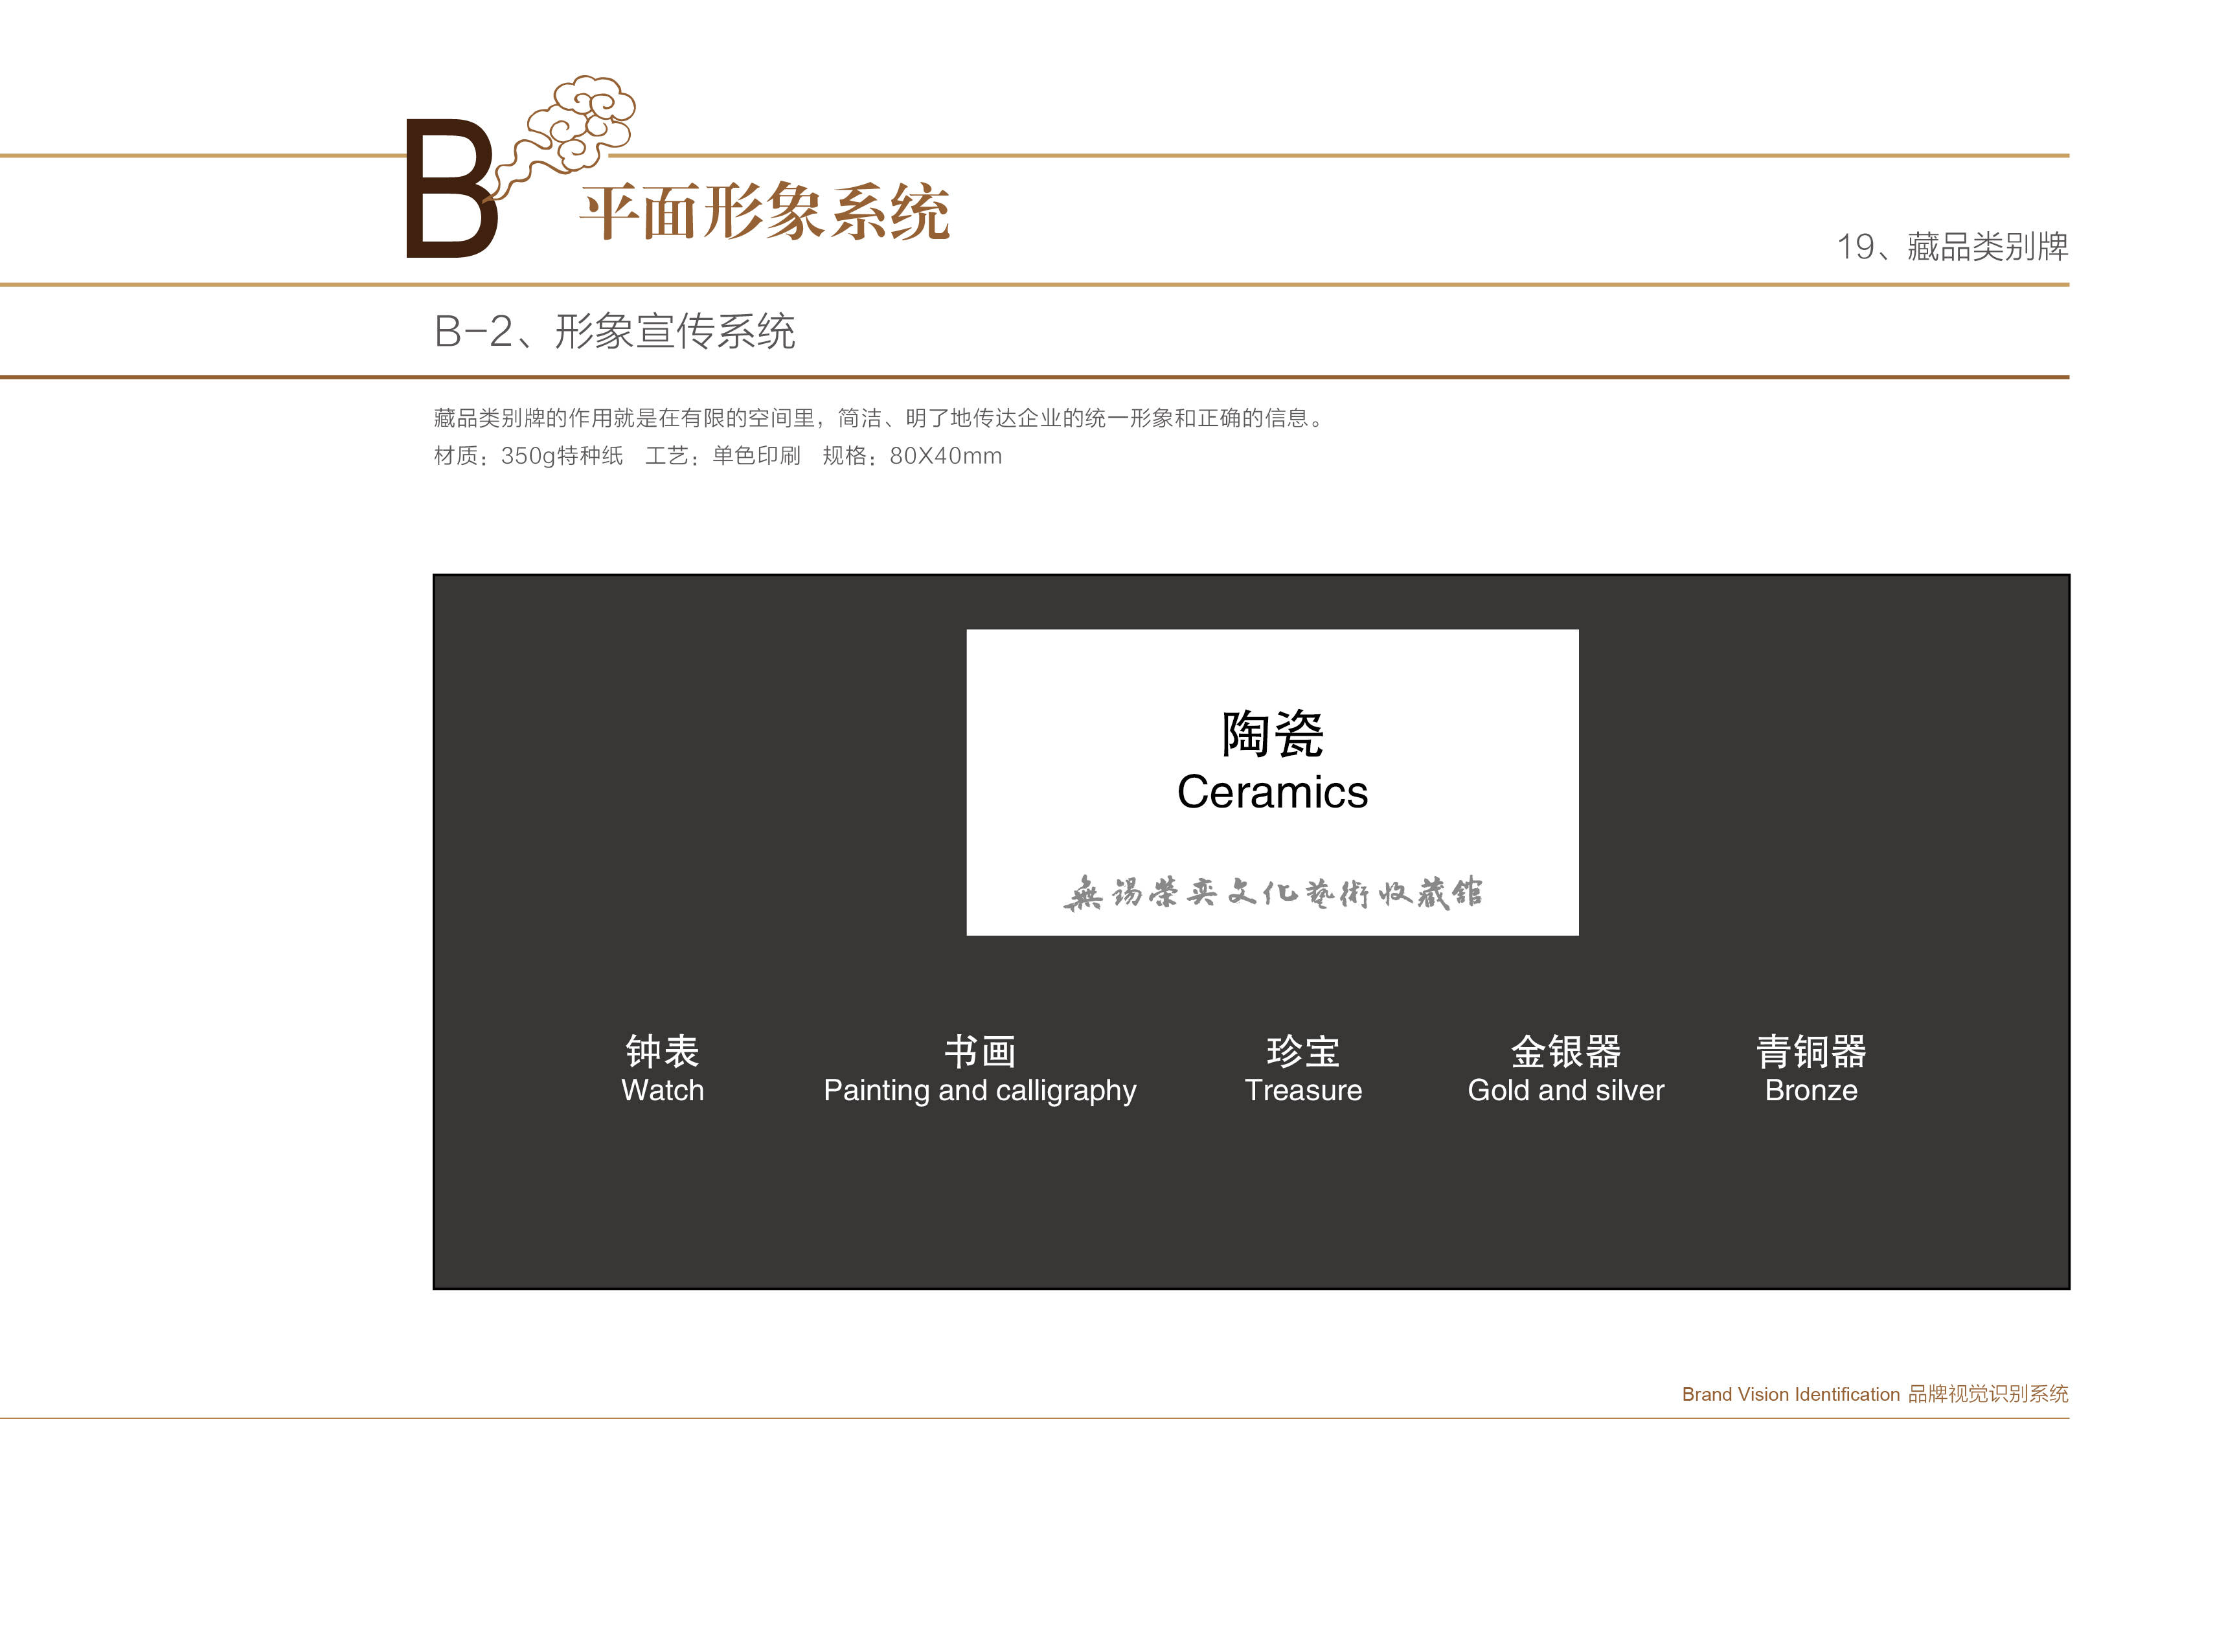 B
平面形象系统
19、藏品类别牌
B-2、形象宣传系统
藏品类别牌的作用就是在有限的空间里，简洁、明了地传达企业的统一形象和正确的信息。
材质：350g特种纸　工艺：单色印刷　规格：80X40mm
陶瓷
Ceramics
無锡榮奕文化藝術收藏館
钟表 书画 珍宝 金银器 青铜器
Watch Painting and calligraphy Treasure Gold and silver Bronze
Brand Vision Identification 品牌视觉识别系统